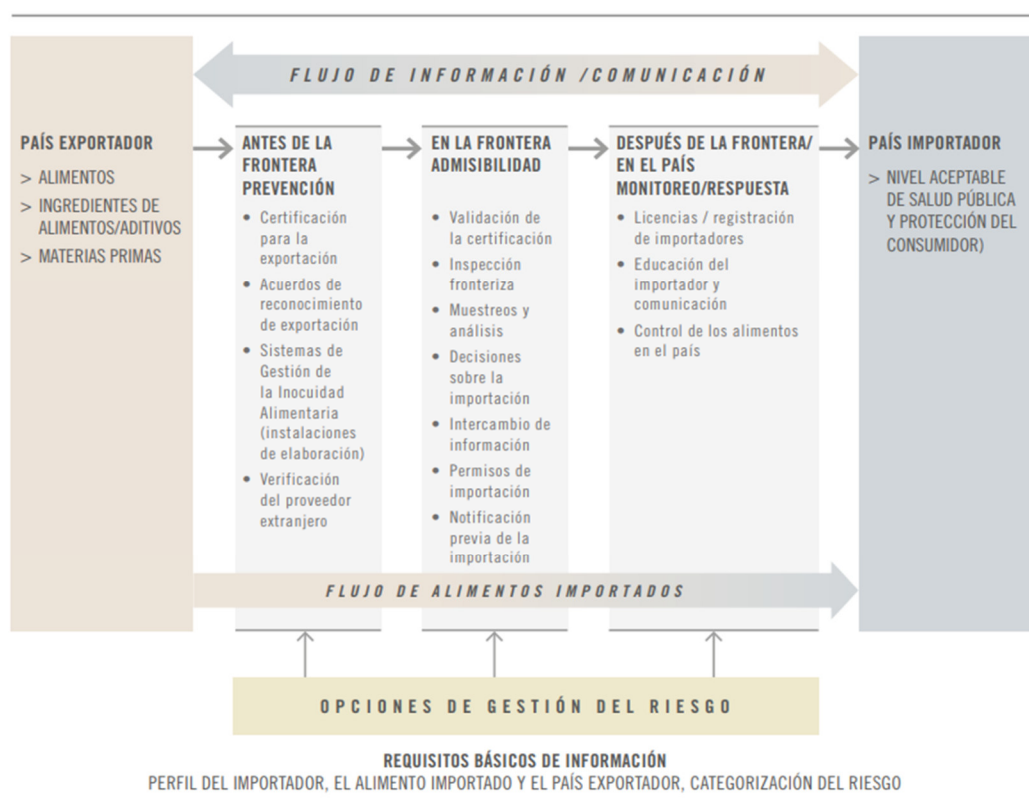 FLUJO DE INFORMACIÓN /COMUNICACIÓN
PAÍS EXPORTADOR
> ALIMENTOS
> INGREDIENTES DE
ALIMENTOS/ADITIVOS
> MATERIAS PRIMAS
ANTES DE LA
FRONTERA
PREVENCIÓN
• Certificación
para la
exportación
• Acuerdos de
reconocimiento
de exportación
• Sistemas de
Gestión de
la Inocuidad
Alimentaria
(instalaciones
de elaboración)
• Verificación
del proveedor
extranjero
EN LA FRONTERA
ADMISIBILIDAD
• Validación de
la certificación
• Inspección
fronteriza
• Muestreos y
análisis
• Decisiones
sobre la
importación
• Intercambio de
información
• Permisos de
importación
• Notificación
previa de la
importación
DESPUÉS DE LA FRONTERA/
EN EL PAÍS
MONITOREO/RESPUESTA
• Licencias / registración
de importadores
• Educación del
importador y
comunicación
• Control de los alimentos
en el país
PAÍS IMPORTADOR
> NIVEL ACEPTABLE
DE SALUD PÚBLICA
Y PROTECCIÓN DEL
CONSUMIDOR)
FLUJO DE ALIMENTOS IMPORTADOS
OPCIONES DE GESTIÓN DEL RIESGO
REQUISITOS BÁSICOS DE INFORMACIÓN
PERFIL DEL IMPORTADOR, EL ALIMENTO IMPORTADO Y EL PAÍS EXPORTADOR, CATEGORIZACIÓN DEL RIESGO